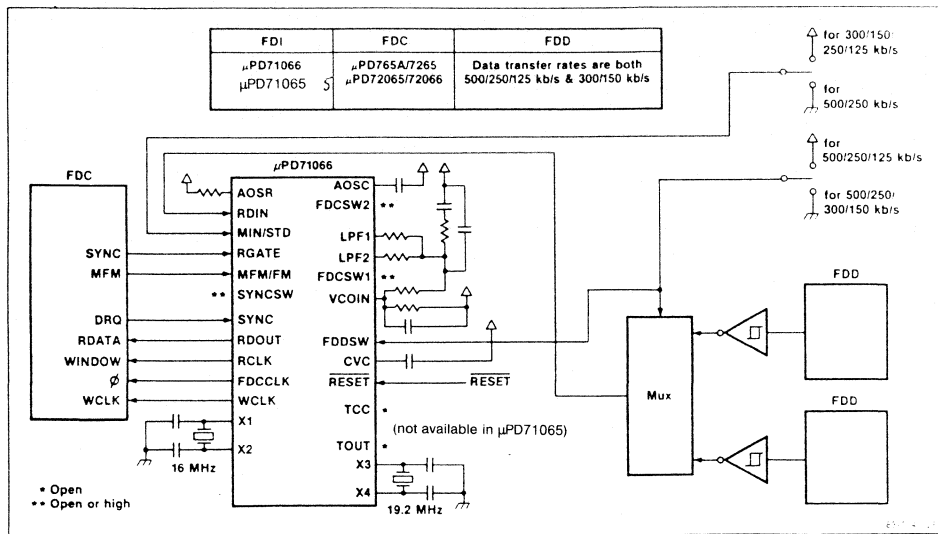 FDI FDC FDD
μPD71066 μPD765A/7265 Data transfer rates are both
μPD71065 5 μPD72065/72066 500/250/125 kb/s & 300/150 kb/s
for 300/150
250/125 kb/s
for
500/250 kb/s
for
500/250/125 kb/s
for 500/250/
300/150 kb/s
μPD71066
FDC
SYNC
MFM
DRQ
RDATA
WINDOW
Ø
WCLK
AOSR
RDIN
MIN/STD
RGATE
MFM/FM
** SYNCSW
SYNC
RDOUT
RCLK
FDCCLK
WCLK
X1
X2
16 MHz
AOSC
FDCSW2 **
LPF1
LPF2
FDCSW1 **
VCOIN
FDDSW
CVC
RESET RESET
TCC *
(not available in μPD71065)
TOUT *
X3
X4
19.2 MHz
Mux
FDD
FDD
* Open
** Open or high